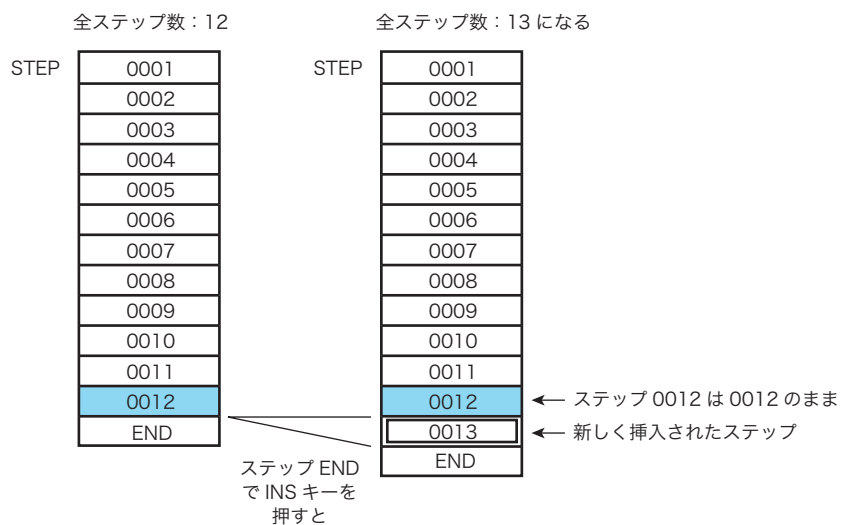 全ステップ数：12
STEP
0001
0002
0003
0004
0005
0006
0007
0008
0009
0010
0011
0012
END
ステップ END
で INS キーを
押すと
全ステップ数：13 になる
STEP
0001
0002
0003
0004
0005
0006
0007
0008
0009
0010
0011
0012
ステップ 0012 は 0012 のまま
0013
新しく挿入されたステップ
END